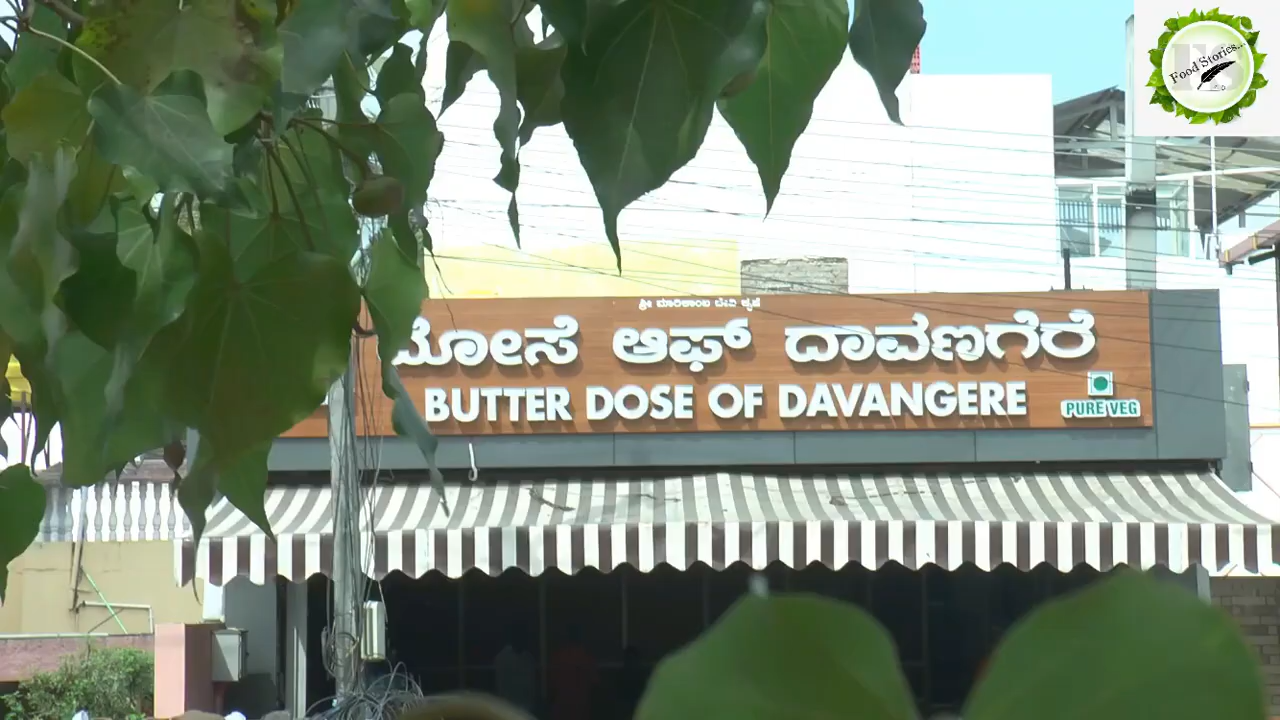 Food Stories...
ಶ್ರೀ ಮಾರಿಕಾಂಬ ದೇವಿ ಕೃಪೆ
ದೋಸೆ ಆಫ್ ದಾವಣಗೆರೆ
BUTTER DOSE OF DAVANGERE
PURE VEG